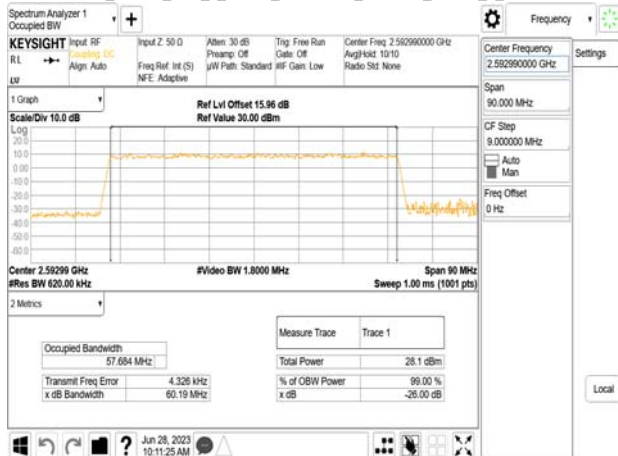 Spectrum Analyzer 1
Occupied BW
+
Frequency
KEYSIGHT
RL
LV
Input: RF
Coupling: DC
Align: Auto
Input Z: 50 Ω
Freq Ref: Int (S)
NFE: Adaptive
Atten: 30 dB
Preamp: Off
µW Path: Standard
Trig: Free Run
Gate: Off
#IF Gain: Low
Center Freq: 2.592990000 GHz
Avg|Hold: 10/10
Radio Std: None
Center Frequency
2.592990000 GHz
Settings
Span
90.000 MHz
CF Step
9.000000 MHz
Auto
Man
Freq Offset
0 Hz
Local
1 Graph
Scale/Div 10.0 dB
Ref Lvl Offset 15.96 dB
Ref Value 30.00 dBm
Log
20.0
10.0
0.00
-10.0
-20.0
-30.0
-40.0
-50.0
-60.0
Center 2.59299 GHz
#Res BW 620.00 kHz
#Video BW 1.8000 MHz
Span 90 MHz
Sweep 1.00 ms (1001 pts)
2 Metrics
Measure Trace Trace 1
Occupied Bandwidth
57.684 MHz
Total Power 28.1 dBm
Transmit Freq Error 4.326 kHz
% of OBW Power 99.00 %
x dB Bandwidth 60.19 MHz
x dB -26.00 dB
?
Jun 28, 2023
10:11:25 AM